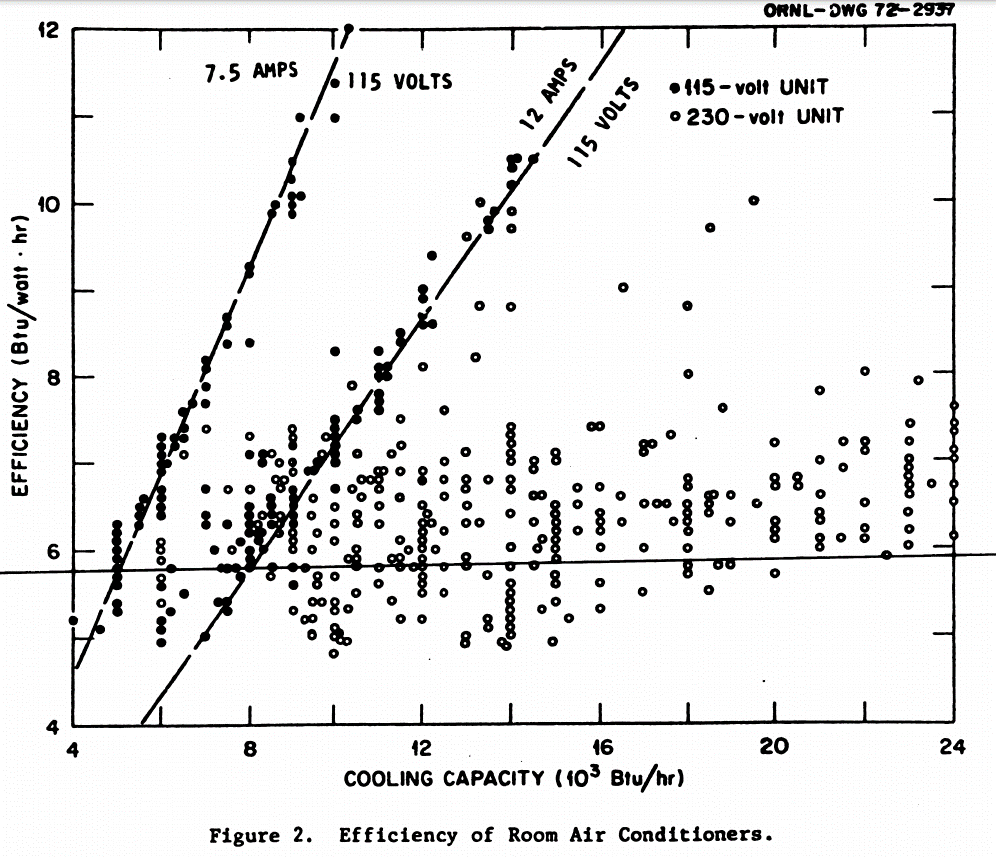 ORNL-DWG 72-2937
12
7.5 AMPS
115 VOLTS
12 AMPS
115 VOLTS
115-volt UNIT
230-volt UNIT
10
8
6
4
EFFICIENCY (Btu/watt · hr)
4 8 12 16 20 24
COOLING CAPACITY (10³ Btu/hr)
Figure 2. Efficiency of Room Air Conditioners.